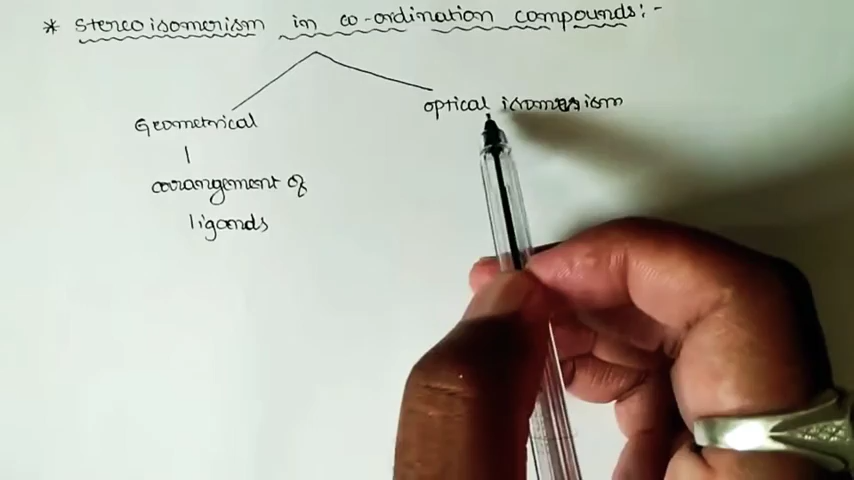 * Stereoisomerism in co-ordination compounds:-
Geometrical
optical isomerism
arrangement of
ligands